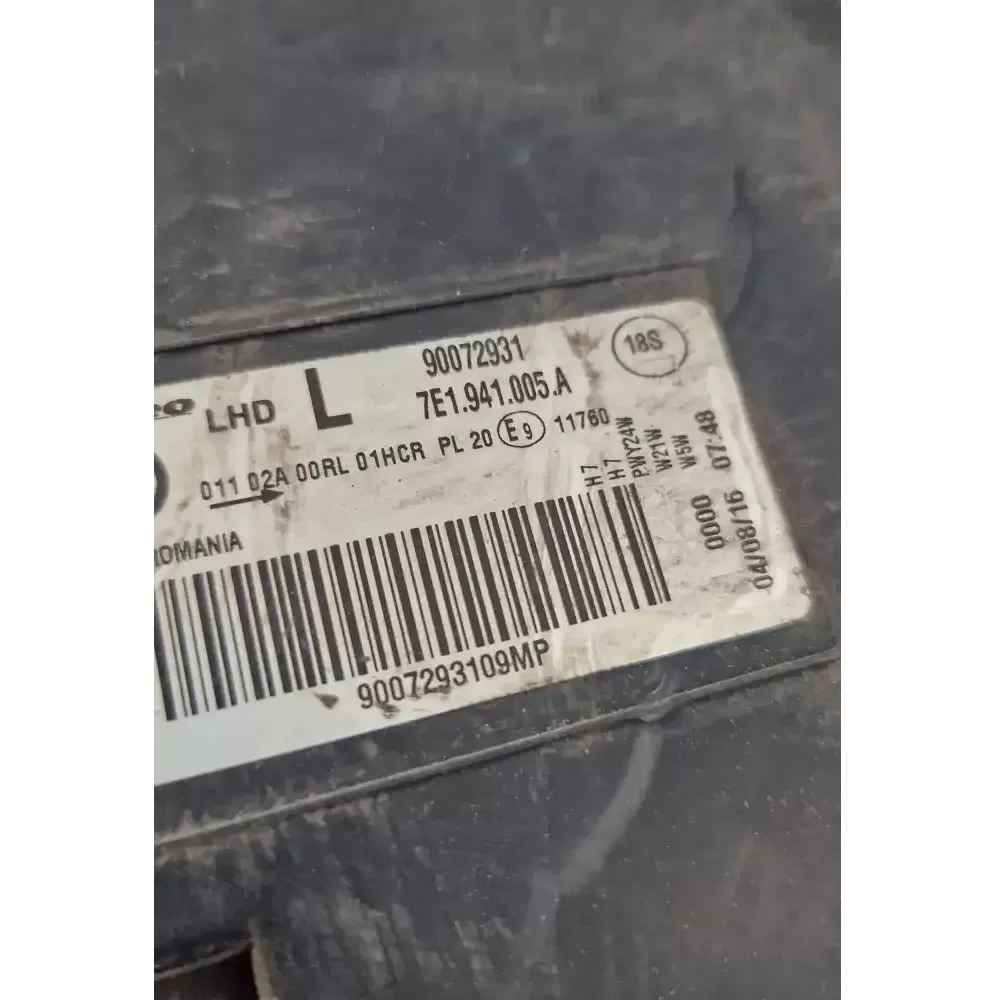 90072931
7E1.941.005.A
18S
LHD L
011 02A 00RL 01HCR PL 20 E9 11760
H7
H7
PWY24W
W21W
W5W
0000
04/08/16 07:48
ROMANIA
9007293109MP